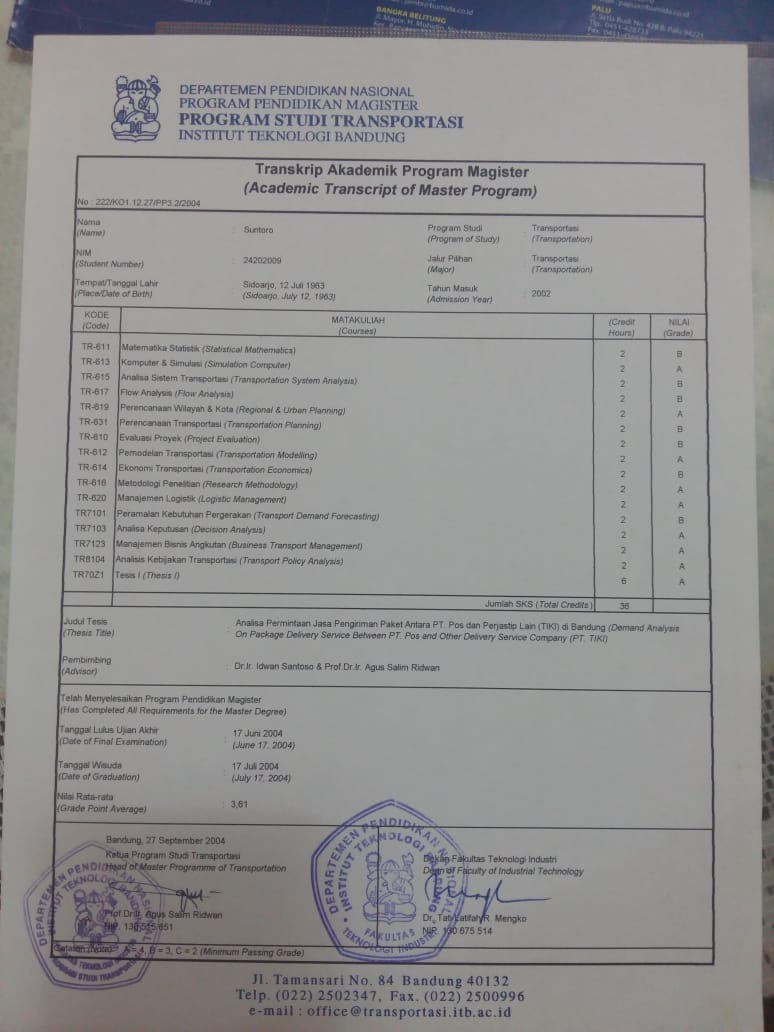 BANGKA BELITUNG
PALU
DEPARTEMEN PENDIDIKAN NASIONAL
PROGRAM PENDIDIKAN MAGISTER
PROGRAM STUDI TRANSPORTASI
INSTITUT TEKNOLOGI BANDUNG
Transkrip Akademik Program Magister
(Academic Transcript of Master Program)
No : 222/KO1.12.27/PP3.2/2004
Nama : Suntoro Program Studi : Transportasi
(Name) (Program of Study) (Transportation)
NIM : 24202009 Jalur Pilihan : Transportasi
(Student Number) (Major) (Transportation)
Tempat/Tanggal Lahir : Sidoarjo, 12 Juli 1963 Tahun Masuk : 2002
(Place/Date of Birth) (Sidoarjo, July 12, 1963) (Admission Year)
KODE MATAKULIAH (Credit NILAI
(Code) (Courses) Hours) (Grade)
TR-611 Matematika Statistik (Statistical Mathematics) 2 B
TR-613 Komputer & Simulasi (Simulation Computer) 2 A
TR-615 Analisa Sistem Transportasi (Transportation System Analysis) 2 B
TR-617 Flow Analysis (Flow Analysis) 2 B
TR-619 Perencanaan Wilayah & Kota (Regional & Urban Planning) 2 A
TR-631 Perencanaan Transportasi (Transportation Planning) 2 B
TR-610 Evaluasi Proyek (Project Evaluation) 2 B
TR-612 Pemodelan Transportasi (Transportation Modelling) 2 A
TR-614 Ekonomi Transportasi (Transportation Economics) 2 B
TR-616 Metodologi Penelitian (Research Methodology) 2 A
TR-620 Manajemen Logistik (Logistic Management) 2 A
TR7101 Peramalan Kebutuhan Pergerakan (Transport Demand Forecasting) 2 B
TR7103 Analisa Keputusan (Decision Analysis) 2 A
TR7123 Manajemen Bisnis Angkutan (Business Transport Management) 2 A
TR8104 Analisis Kebijakan Transportasi (Transport Policy Analysis) 2 A
TR70Z1 Tesis I (Thesis I) 6 A
Jumlah SKS (Total Credits) 36
Judul Tesis : Analisa Permintaan Jasa Pengiriman Paket Antara PT. Pos dan Perjastip Lain (TIKI) di Bandung (Demand Analysis
(Thesis Title) On Package Delivery Service Between PT. Pos and Other Delivery Service Company (PT. TIKI)
Pembimbing : Dr.Ir. Idwan Santoso & Prof.Dr.Ir. Agus Salim Ridwan
(Advisor)
Telah Menyelesaikan Program Pendidikan Magister
(Has Completed All Requirements for the Master Degree)
Tanggal Lulus Ujian Akhir : 17 Juni 2004
(Date of Final Examination) (June 17, 2004)
Tanggal Wisuda : 17 Juli 2004
(Date of Graduation) (July 17, 2004)
Nilai Rata-rata : 3,61
(Grade Point Average)
Bandung, 27 September 2004
Ketua Program Studi Transportasi Dekan Fakultas Teknologi Industri
Head of Master Programme of Transportation Dean of Faculty of Industrial Technology
Prof.Dr.Ir. Agus Salim Ridwan Dr. Tati Latifah R. Mengko
NIP. 130 515 651 NIP. 130 675 514
DEPARTEMEN PENDIDIKAN NASIONAL
INSTITUT TEKNOLOGI BANDUNG
FAKULTAS
TEKNOLOGI INDUSTRI
DEPARTEMEN PENDIDIKAN NASIONAL
INSTITUT TEKNOLOGI BANDUNG
PROGRAM STUDI TRANSPORTASI
Catatan (Note) : A = 4, B = 3, C = 2 (Minimum Passing Grade)
Jl. Tamansari No. 84 Bandung 40132
Telp. (022) 2502347, Fax. (022) 2500996
e-mail : office@transportasi.itb.ac.id